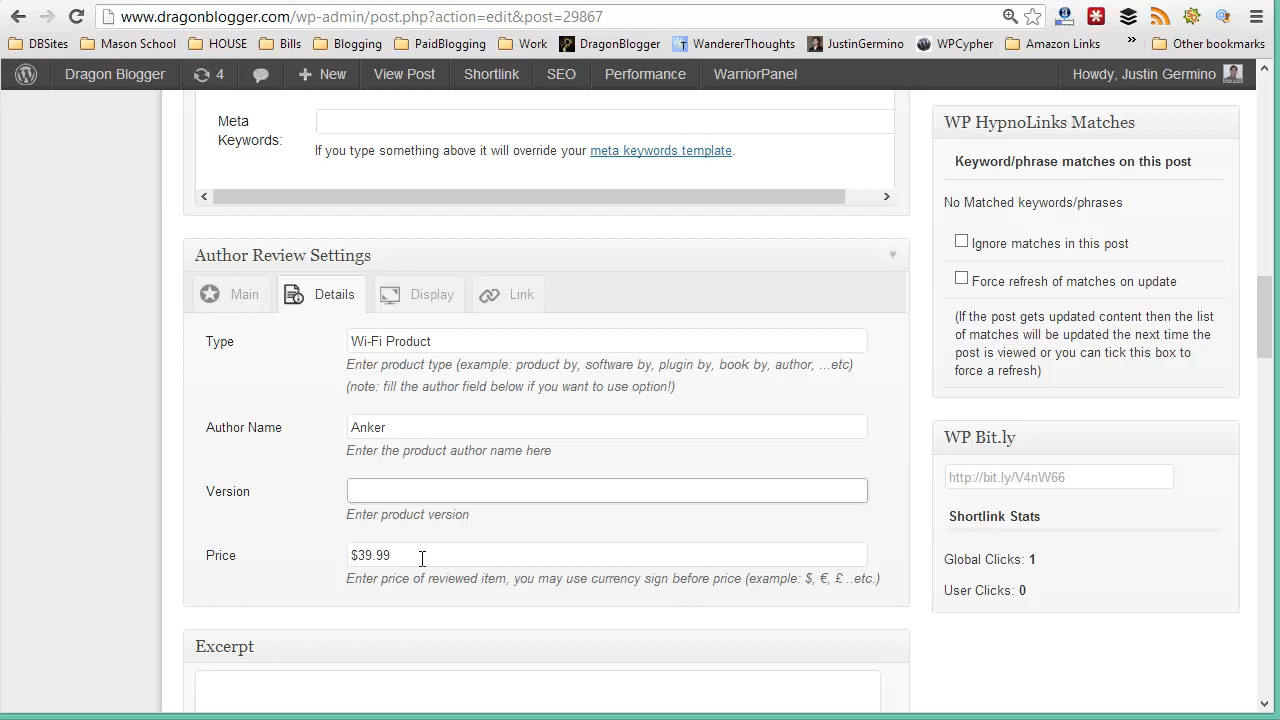 www.dragonblogger.com/wp-admin/post.php?action=edit&post=29867
DBSites Mason School HOCSE Bill Blogging PaidBlogging Work DragonBlogger WandererThoughts JustinGermino WPCypher Amazon Links » Other bookmarks
Dragon Blogger 4 + New View Post Shortlink SEO Performance WarriorPanel Howdy, Justin Germino
Meta
Keywords:
If you type something above it will override your meta keywords template.
Author Review Settings
Main Details Display Link
Type Wi-Fi Product
Enter product type (example: product by, software by, plugin by, book by, author, ...etc)
(note: fill the author field below if you want to use option!)
Author Name Anker
Enter the product author name here
Version
Enter product version
Price $39.99
Enter price of reviewed item, you may use currency sign before price (example: $, €, £ ..etc.)
Excerpt
WP HypnoLinks Matches
Keyword/phrase matches on this post
No Matched keywords/phrases
Ignore matches in this post
Force refresh of matches on update
(If the post gets updated content then the list
of matches will be updated the next time the
post is viewed or you can tick this box to
force a refresh)
WP Bit.ly
http://bit.ly/V4nW66
Shortlink Stats
Global Clicks: 1
User Clicks: 0